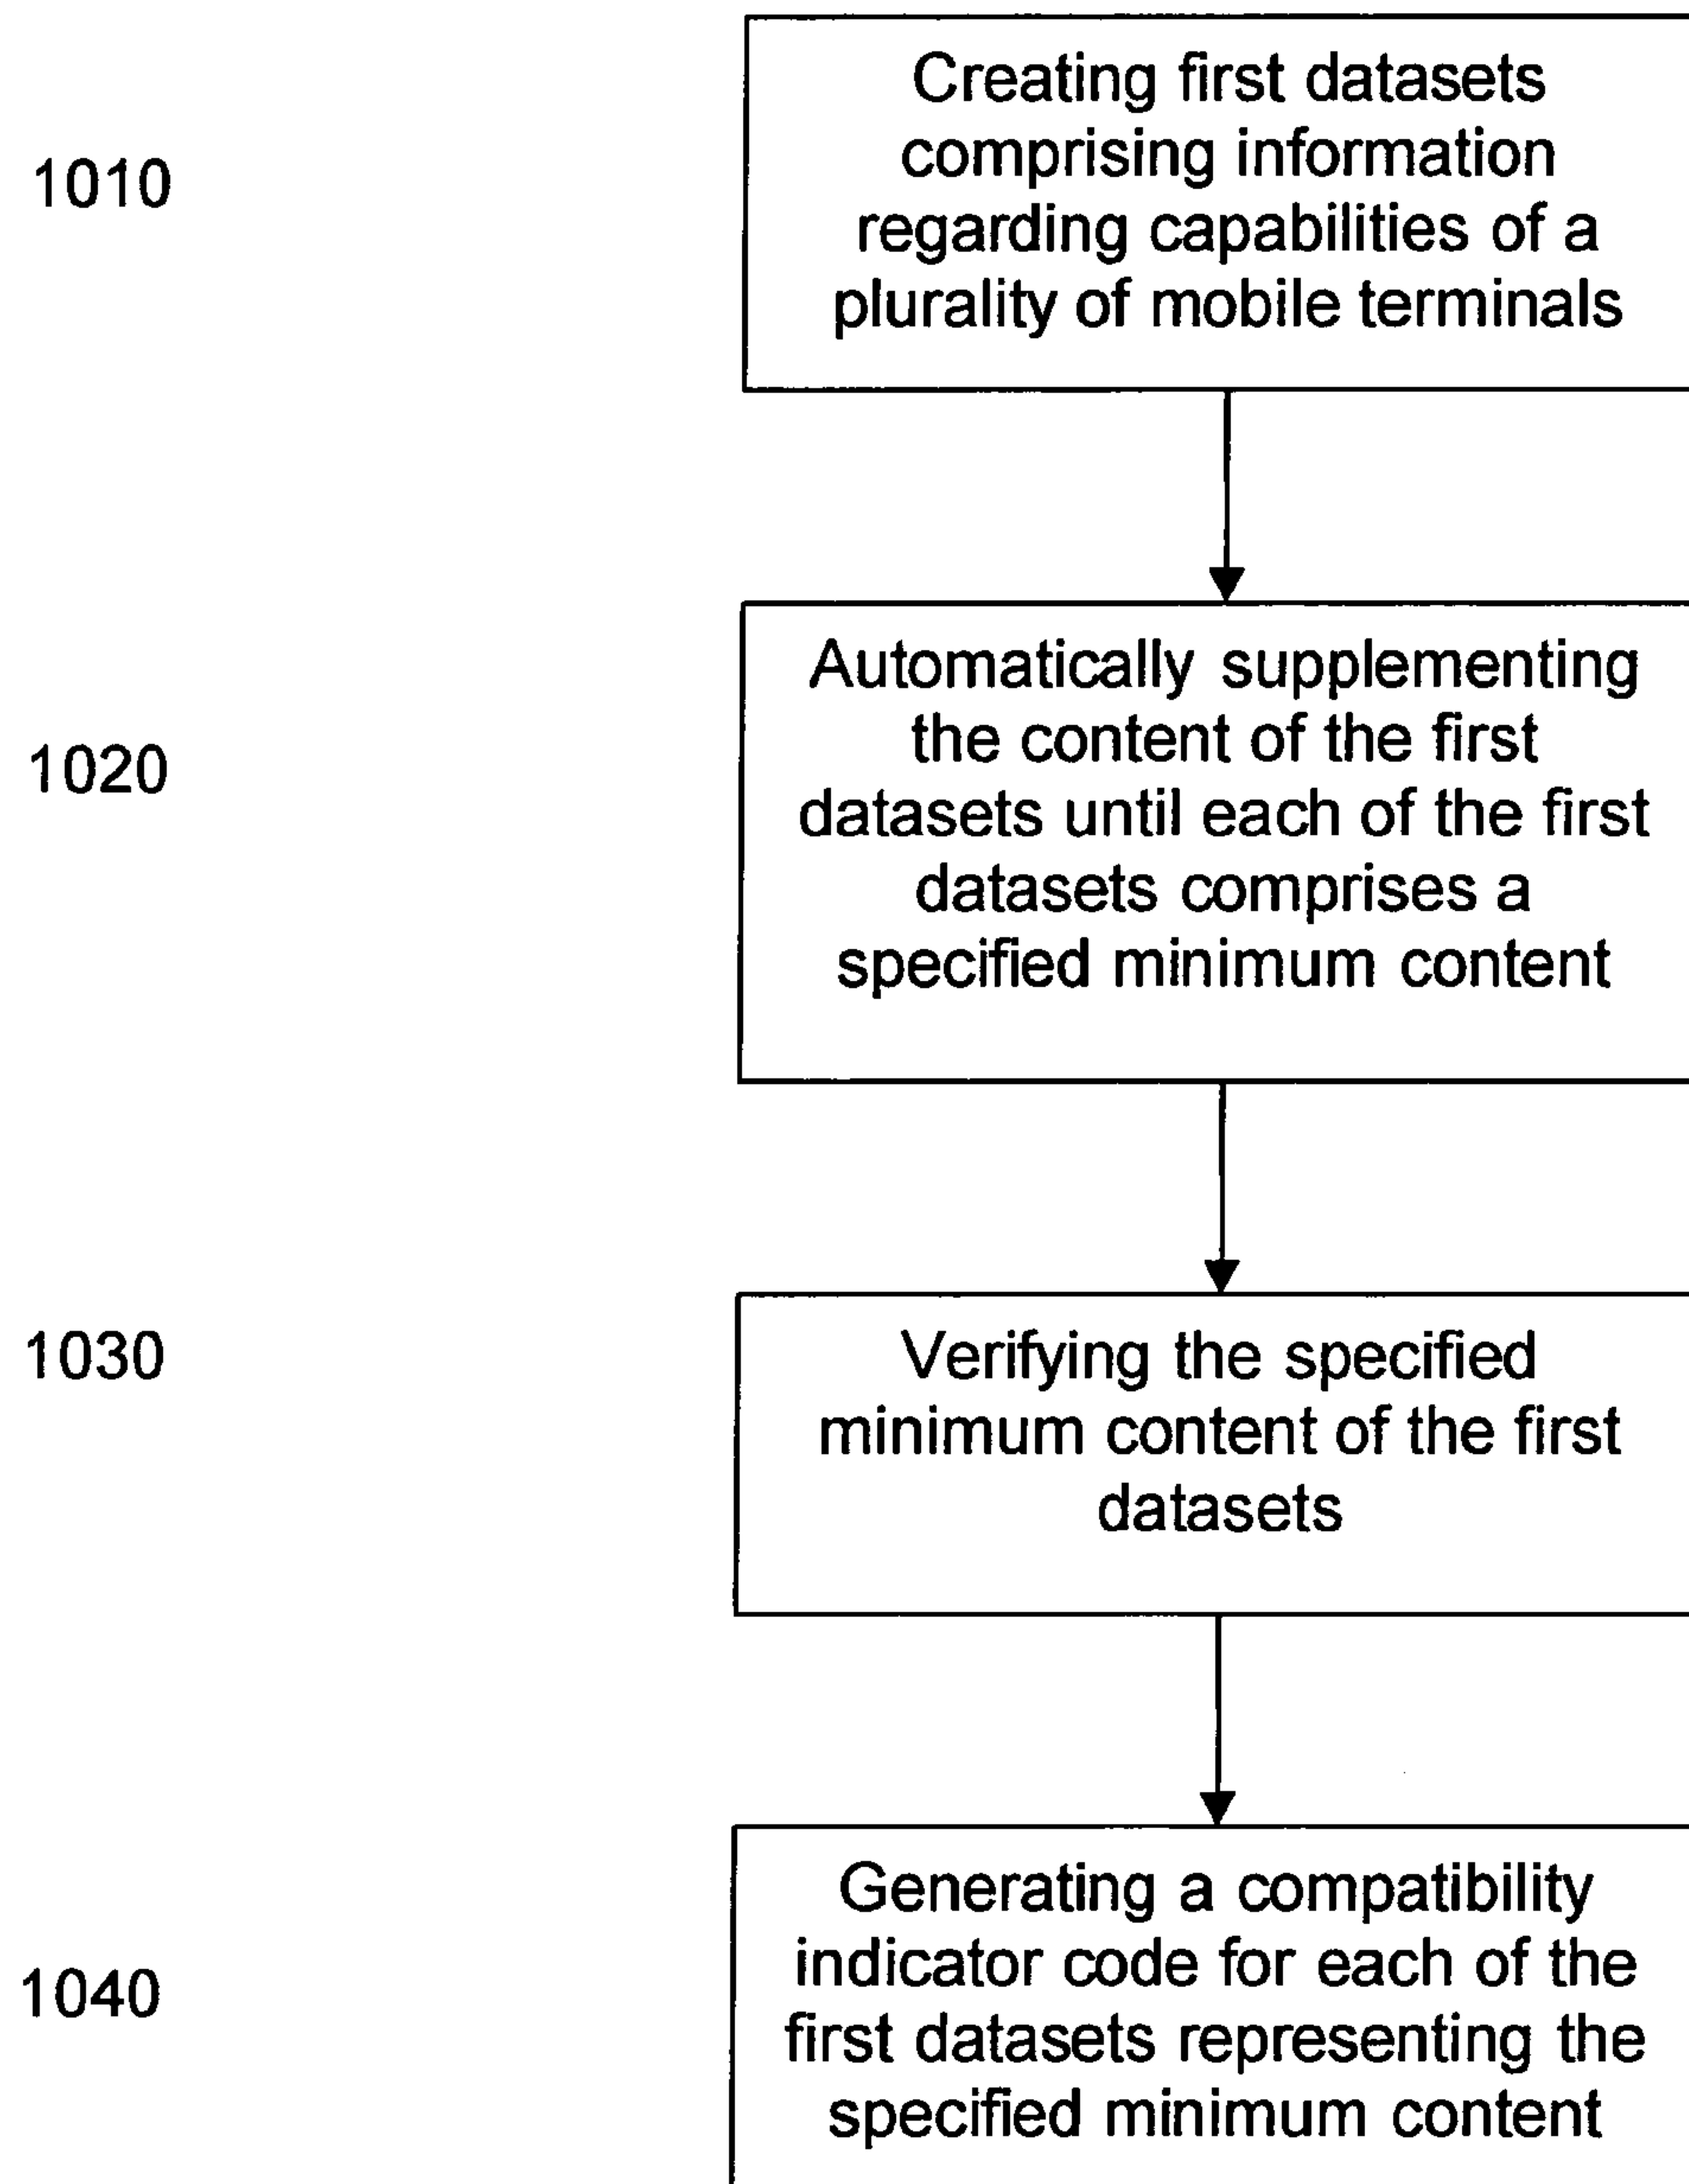 Creating first datasets
comprising information
1010
regarding capabilities of a
plurality of mobile terminals
Automatically supplementing
the content of the first
1020
datasets until each of the first
datasets comprises a
specified minimum content
Verifying the specified
1030
minimum content of the first
datasets
Generating a compatibility
indicator code for each of the
1040
first datasets representing the
specified minimum content